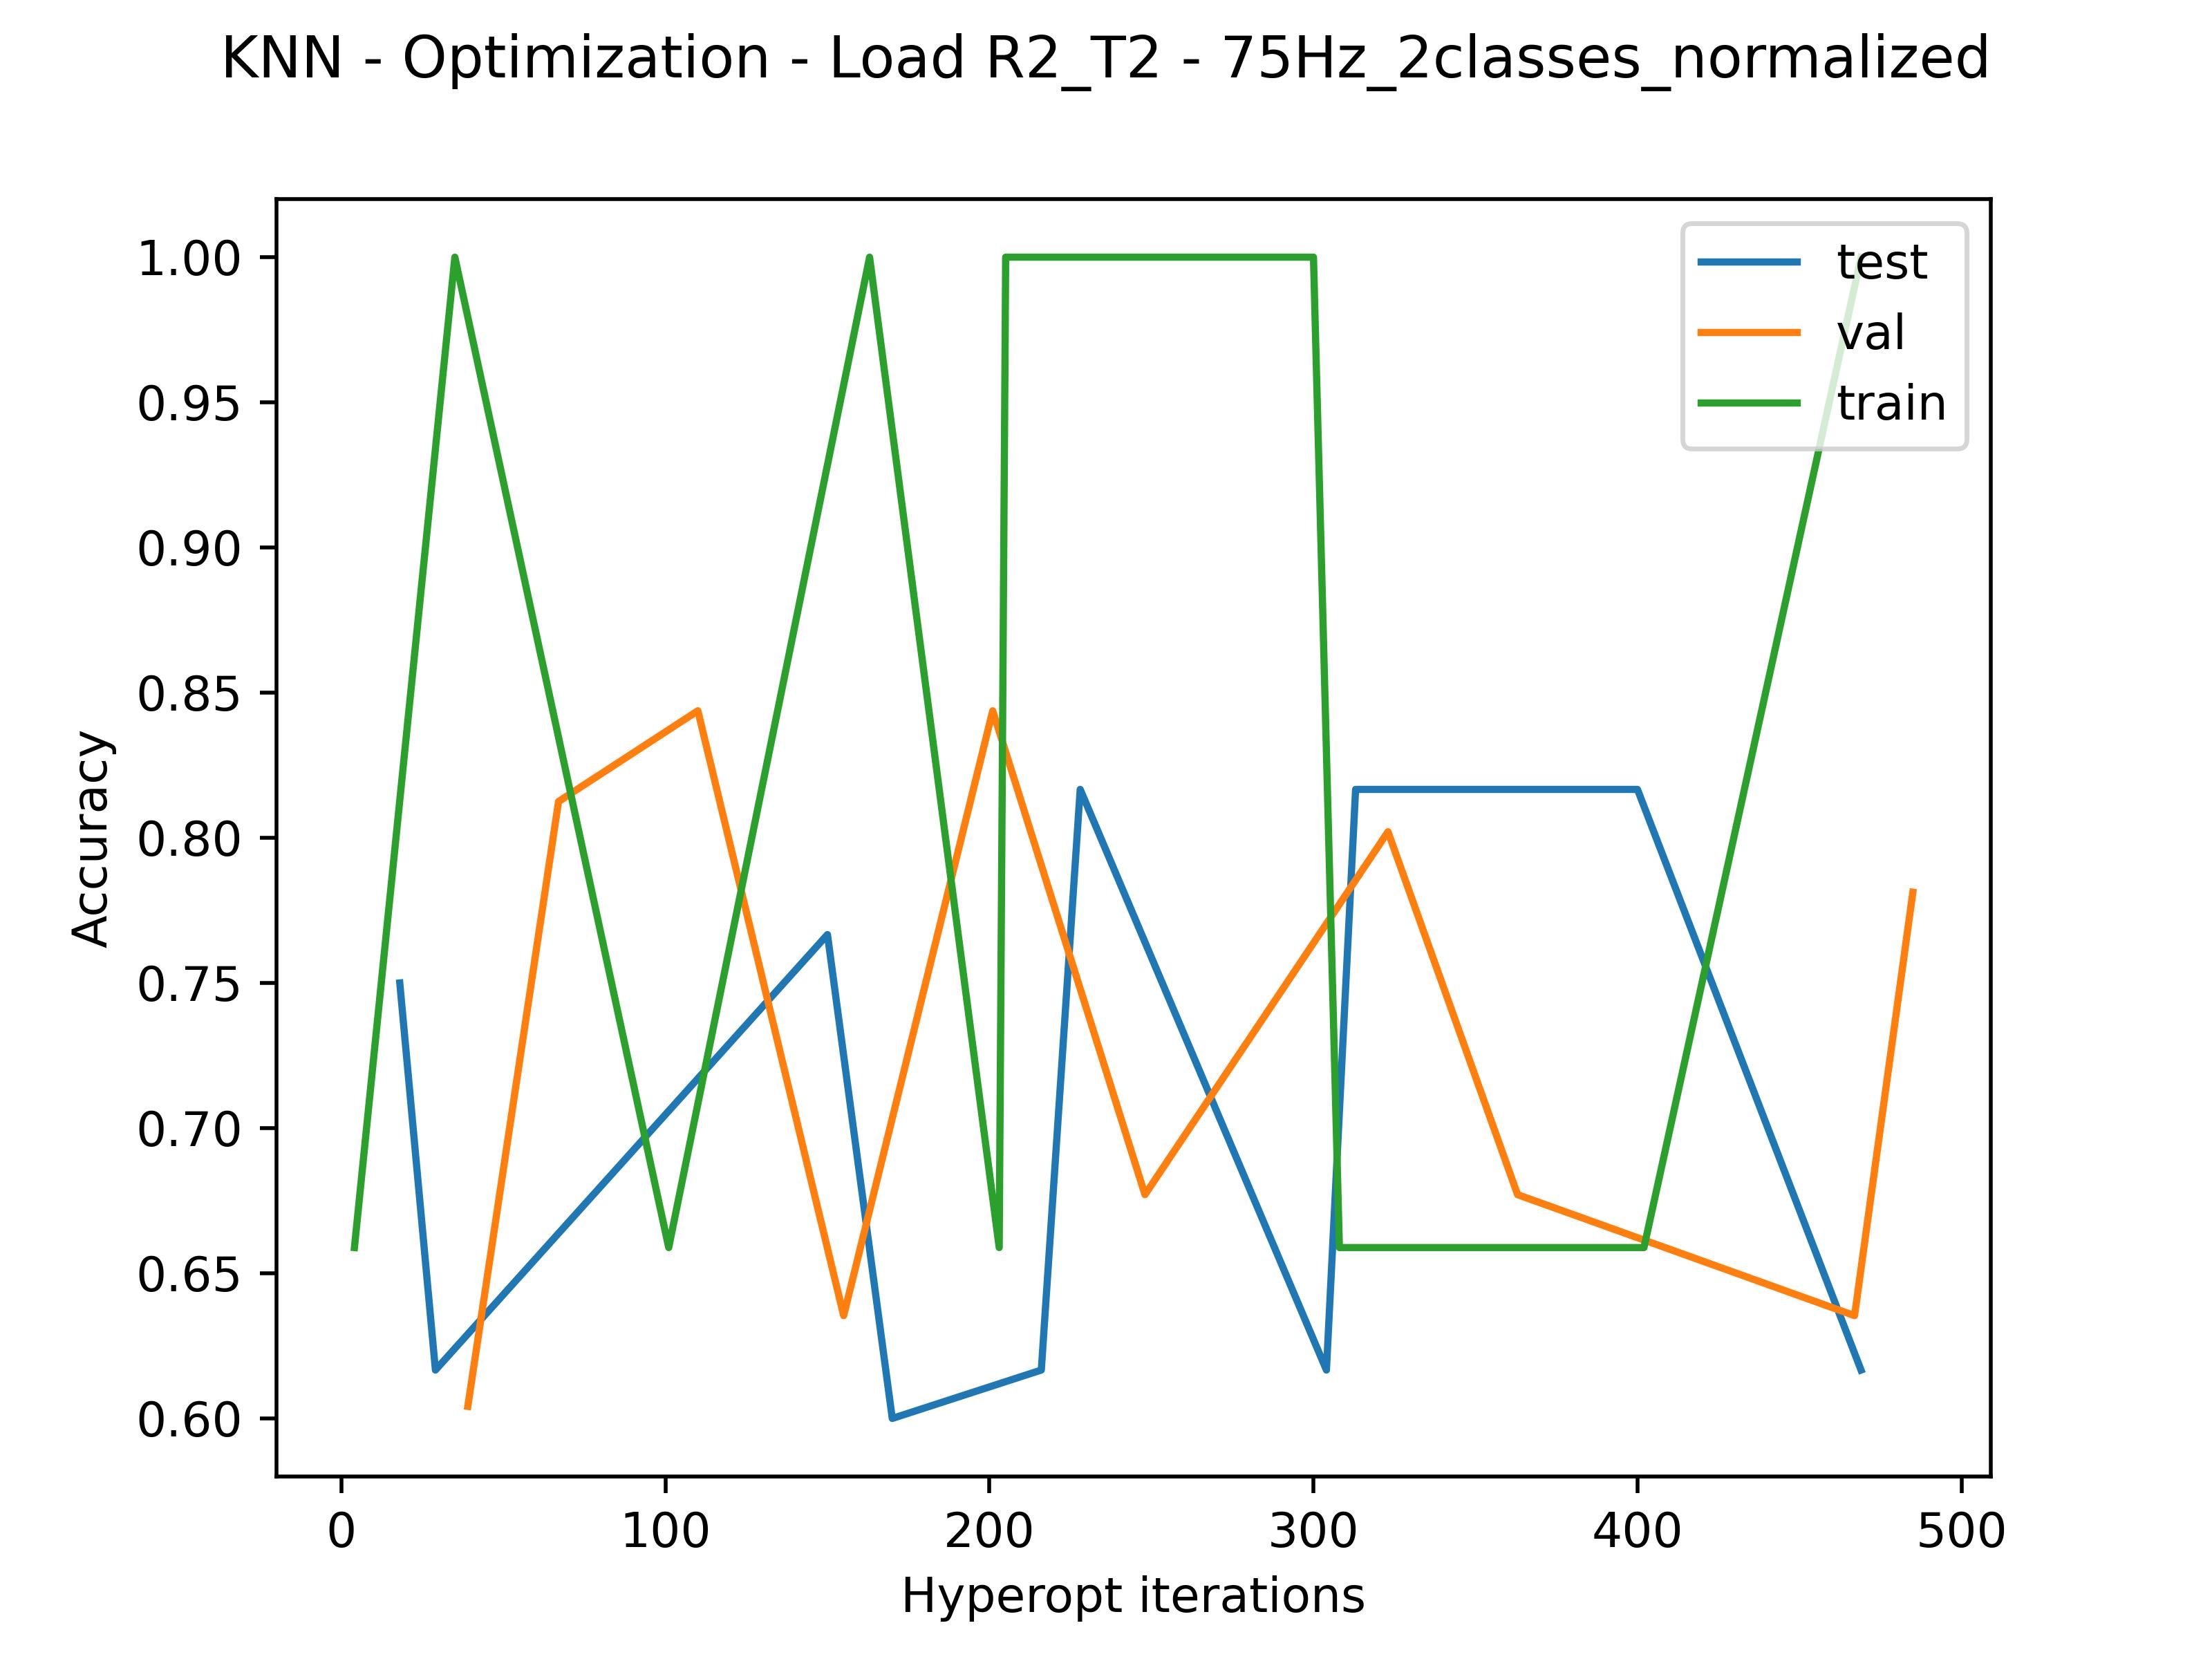 KNN - Optimization - Load R2_T2 - 75Hz_2classes_normalized
test
val
train
1.00
0.95
0.90
0.85
0.80
0.75
0.70
0.65
0.60
Accuracy
0 100 200 300 400 500
Hyperopt iterations